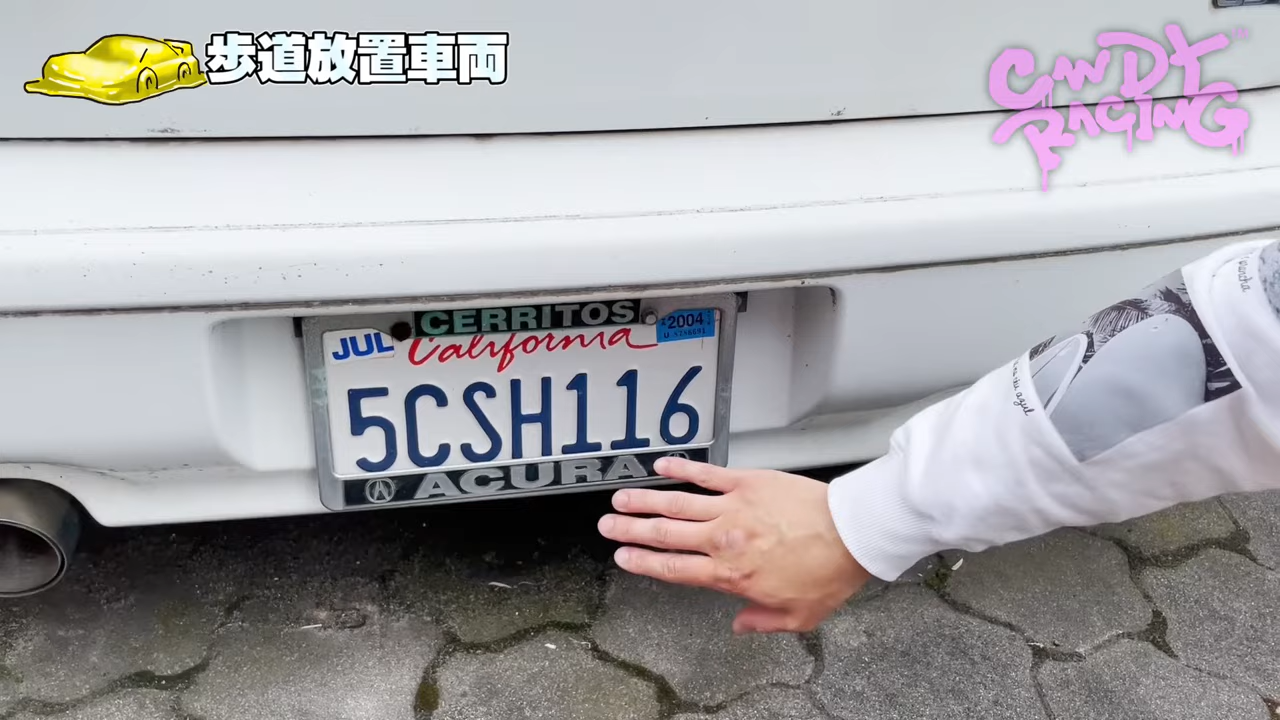 歩道放置車両
CANDY
RACING
CERRITOS
JUL
California
2004
5CSH116
ACURA